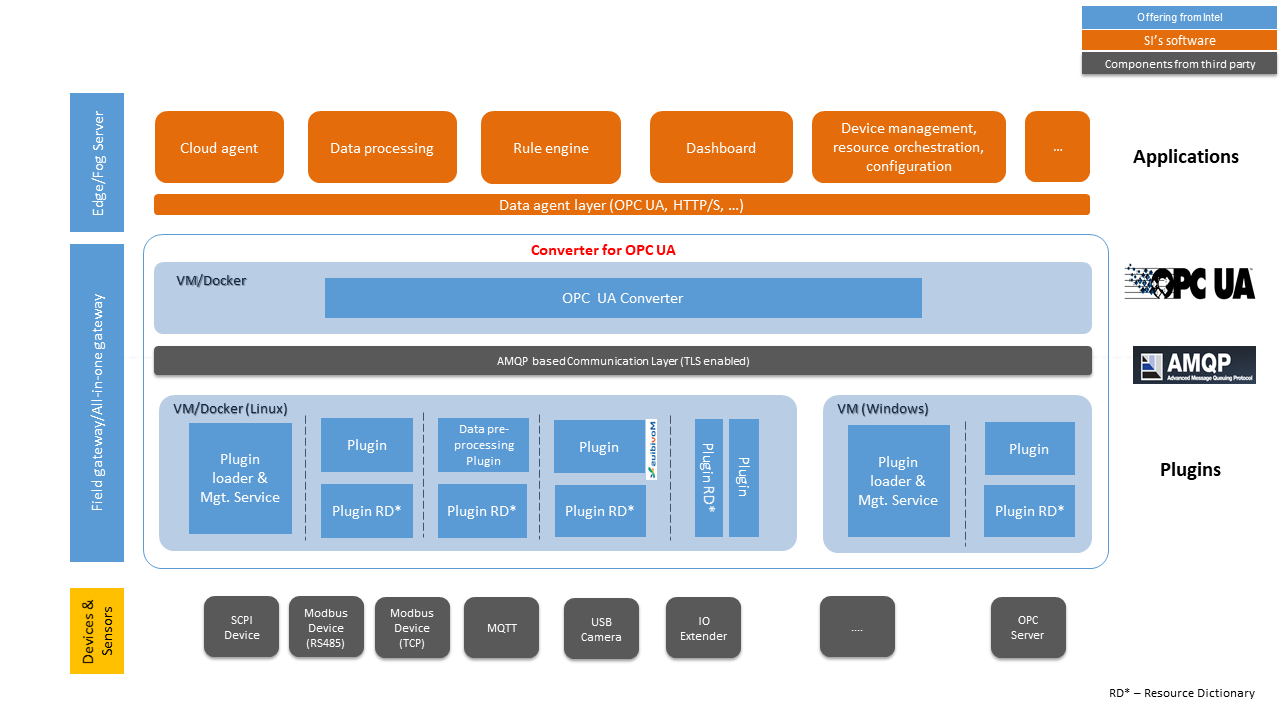 Offering from Intel
SI's software
Components from third party
Edge/Fog Server
Cloud agent
Data processing
Rule engine
Dashboard
Device management,
resource orchestration,
configuration
...
Applications
Data agent layer (OPC UA, HTTP/S, ...)
Field gateway/All-in-one gateway
Converter for OPC UA
VM/Docker
OPC UA Converter
OPC UA
AMQP based Communication Layer (TLS enabled)
AMQP
Advanced Message Queuing Protocol
VM/Docker (Linux)
Plugin
loader &
Mgt. Service
Plugin
Plugin RD*
Data pre-
processing
Plugin
Plugin RD*
Plugin
Mobivius
Plugin RD*
Plugin RD*
Plugin
VM (Windows)
Plugin
loader &
Mgt. Service
Plugin
Plugin RD*
Plugins
Devices &
Sensors
SCPI
Device
Modbus
Device
(RS485)
Modbus
Device
(TCP)
MQTT
USB
Camera
IO
Extender
....
OPC
Server
RD* – Resource Dictionary